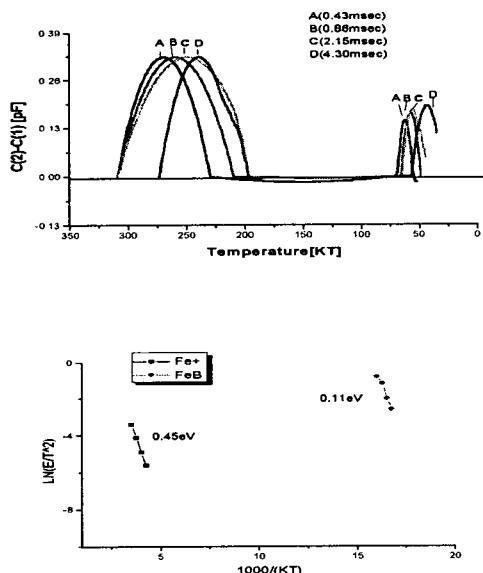 A(0.43msec)
B(0.86msec)
C(2.15msec)
D(4.30msec)
0.39
0.26
0.13
0.00
-0.13
C(2)-C(1) [pF]
A B C D
A B C D
350 300 250 200 150 100 50 0
Temperature[KT]
Fe+
FeB
0.45eV
0.11eV
0
-4
-8
LN(E/T^2)
5 10 15 20
1000/(KT)